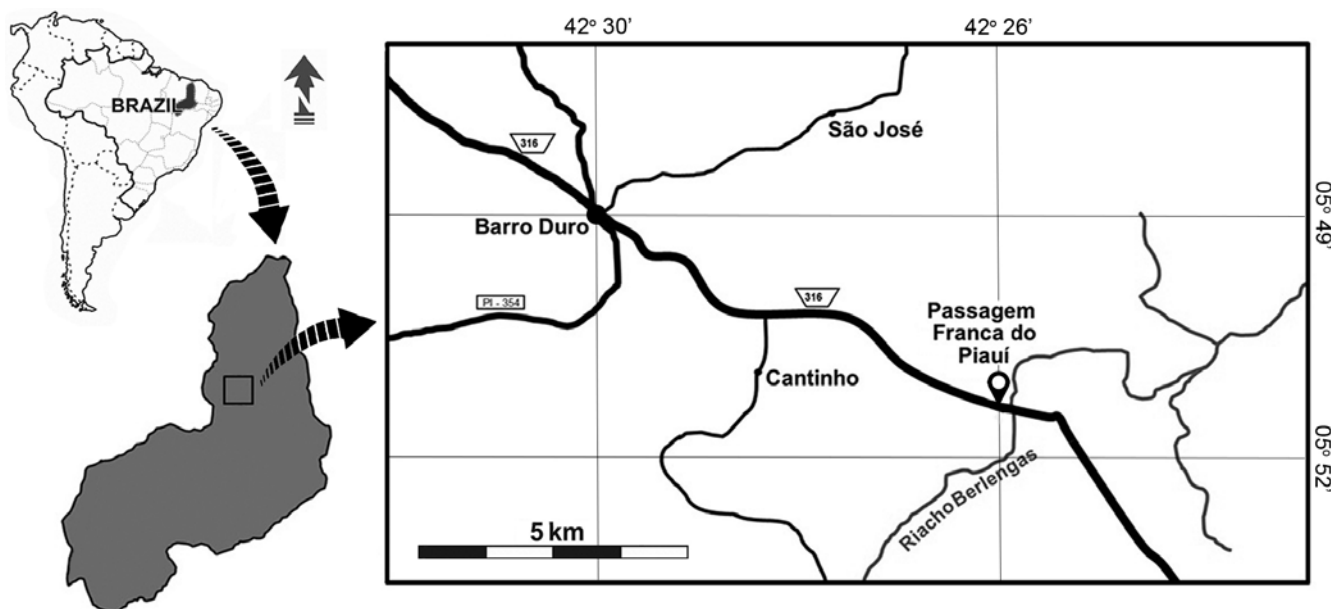 42° 30’
42° 26’
BRAZIL
N
316
São José
Barro Duro
05° 49’
PI - 354
316
Passagem
Franca do
Piauí
Cantinho
05° 52’
Riacho Berlengas
5 km